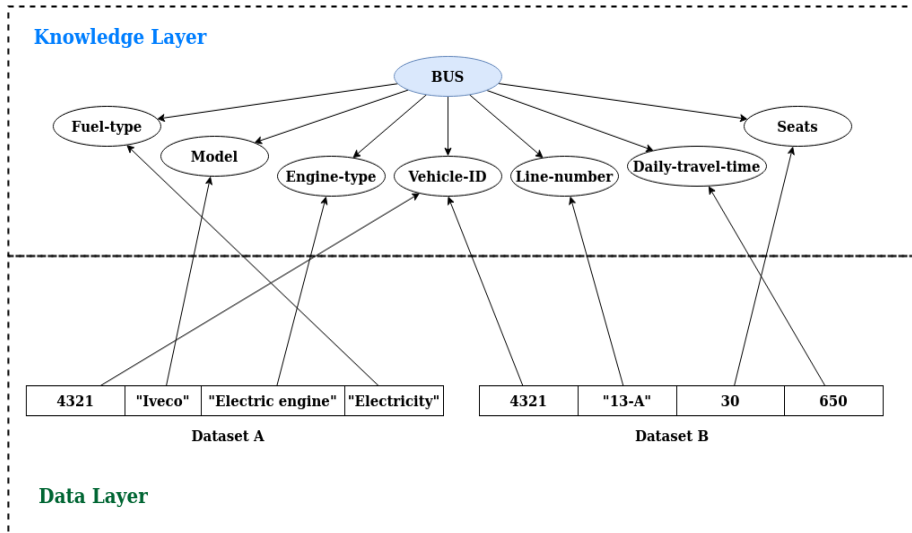 Knowledge Layer
BUS
Fuel-type
Seats
Model
Engine-type
Vehicle-ID
Line-number
Daily-travel-time
4321 "Iveco" "Electric engine" "Electricity"
4321 "13-A" 30 650
Dataset A
Dataset B
Data Layer